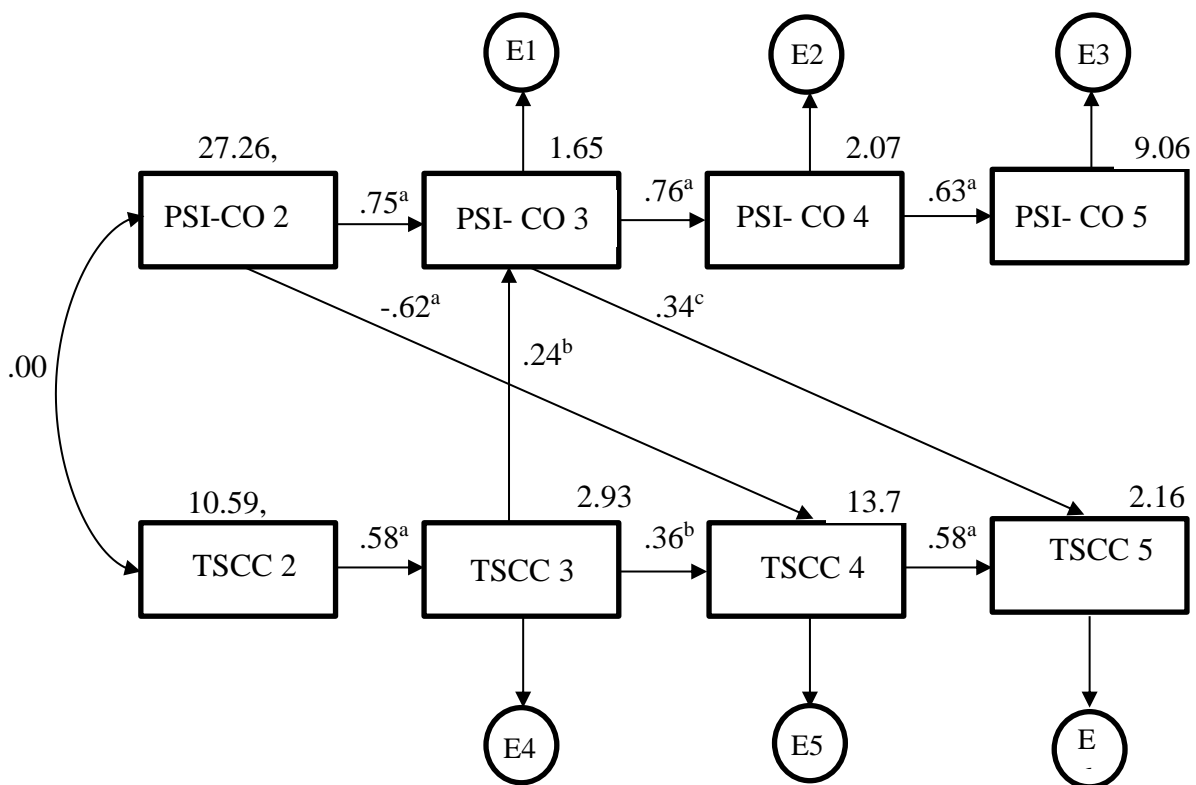 E1
E2
E3
27.26,
1.65
2.07
9.06
PSI-CO 2
.75ᵃ
PSI- CO 3
.76ᵃ
PSI- CO 4
.63ᵃ
PSI- CO 5
-.62ᵃ
.34ᶜ
.24ᵇ
.00
10.59,
2.93
13.7
2.16
TSCC 2
.58ᵃ
TSCC 3
.36ᵇ
TSCC 4
.58ᵃ
TSCC 5
E4
E5
E